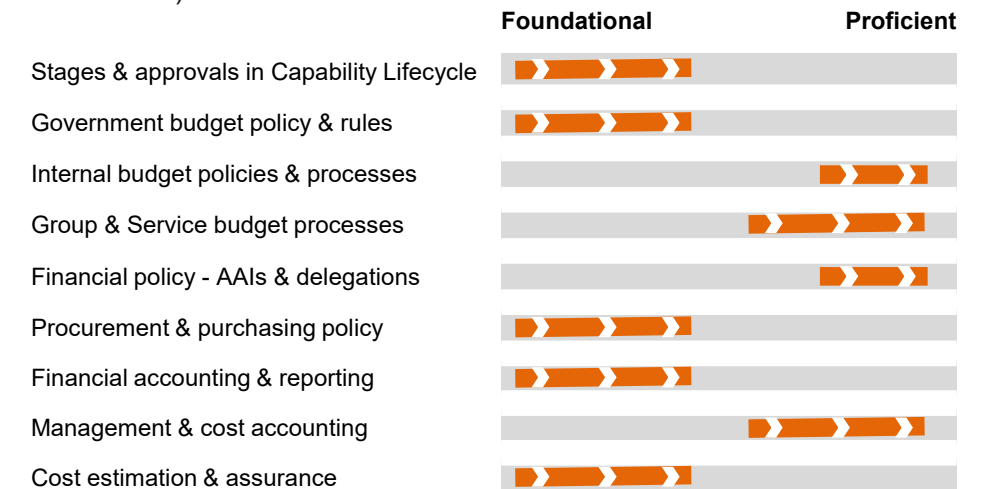 Foundational Proficient
Stages & approvals in Capability Lifecycle
Government budget policy & rules
Internal budget policies & processes
Group & Service budget processes
Financial policy - AAIs & delegations
Procurement & purchasing policy
Financial accounting & reporting
Management & cost accounting
Cost estimation & assurance